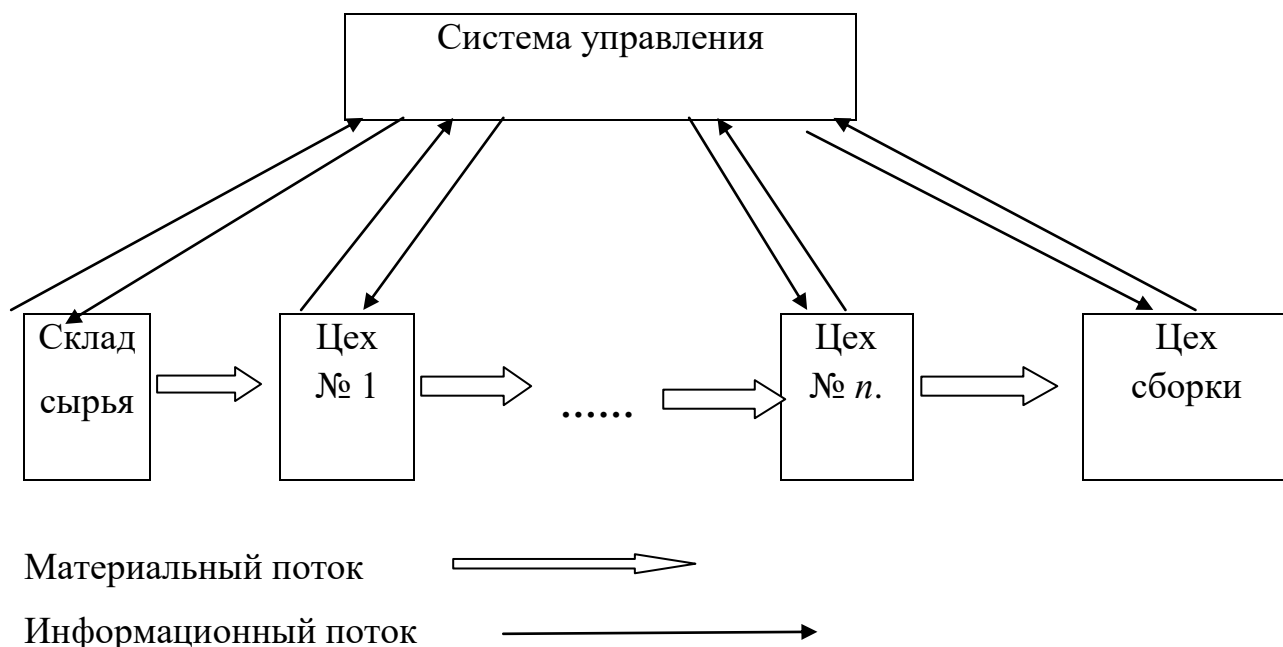 Система управления
Склад
сырья
Цех
№ 1
......
Цех
№ n.
Цех
сборки
Материальный поток
Информационный поток